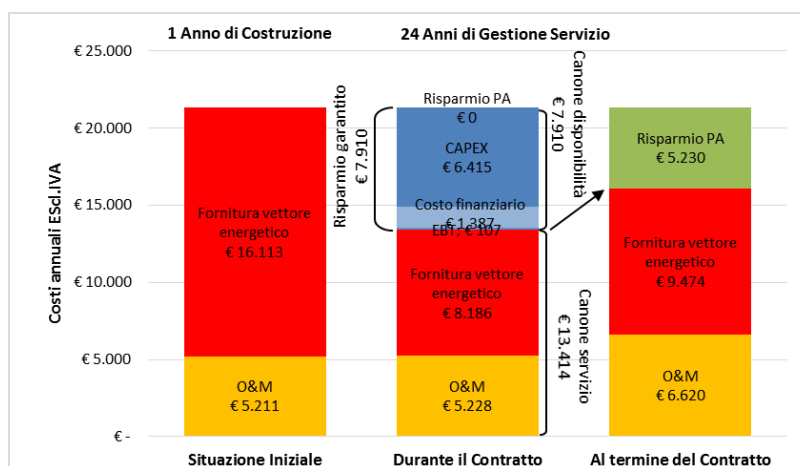 1 Anno di Costruzione
24 Anni di Gestione Servizio
Costi annuali EScl.IVA
€ 25.000
€ 20.000
€ 15.000
€ 10.000
€ 5.000
€ -
Fornitura vettore
energetico
€ 16.113
O&M
€ 5.211
Risparmio garantito
€ 7.910
Risparmio PA
€ 0
CAPEX
€ 6.415
Costo finanziario
€ 1.387
EBT; € 107
Fornitura vettore
energetico
€ 8.186
O&M
€ 5.228
Canone disponibilità
€ 7.910
Canone servizio
€ 13.414
Risparmio PA
€ 5.230
Fornitura vettore
energetico
€ 9.474
O&M
€ 6.620
Situazione Iniziale
Durante il Contratto
Al termine del Contratto